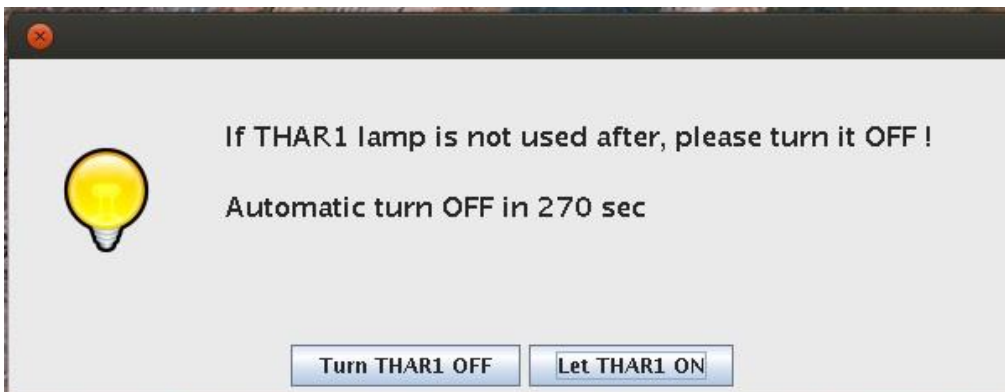 If THAR1 lamp is not used after, please turn it OFF !
Automatic turn OFF in 270 sec
Turn THAR1 OFF
Let THAR1 ON